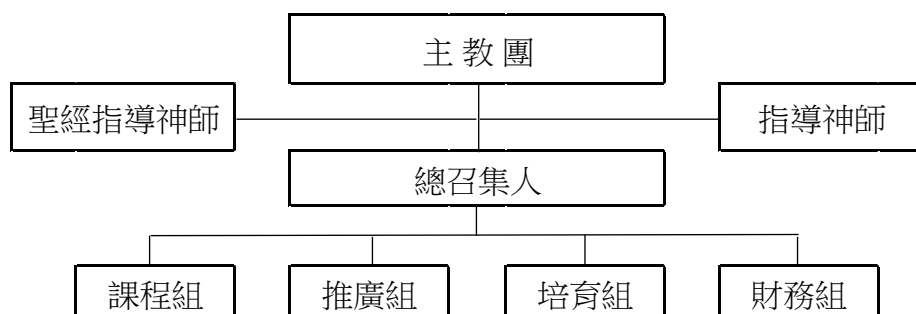 主 教 團
聖經指導神師
指導神師
總召集人
課程組
推廣組
培育組
財務組